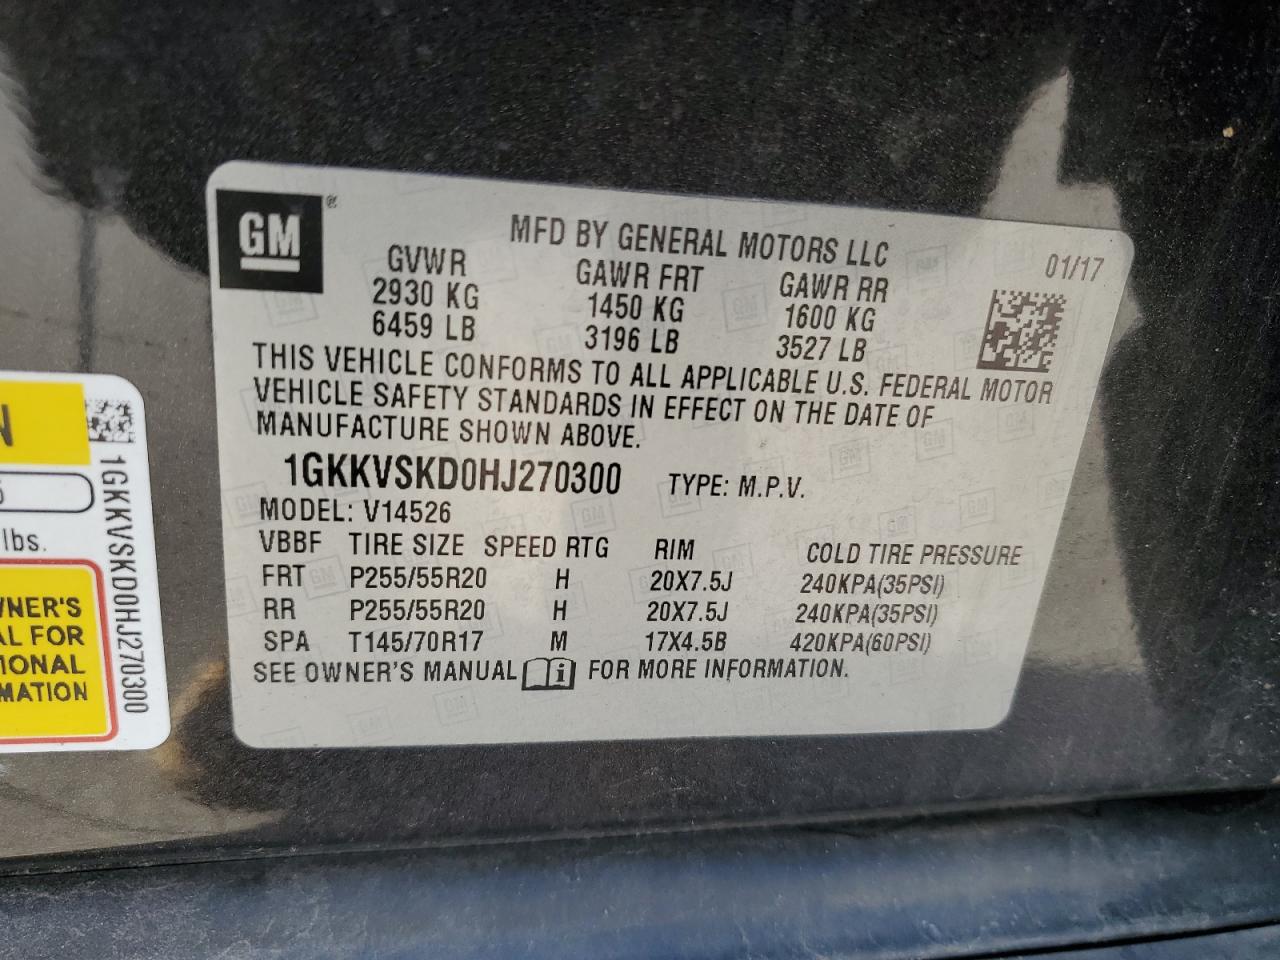 GM ®
MFD BY GENERAL MOTORS LLC
01/17
GVWR GAWR FRT GAWR RR
2930 KG 1450 KG 1600 KG
6459 LB 3196 LB 3527 LB
THIS VEHICLE CONFORMS TO ALL APPLICABLE U.S. FEDERAL MOTOR
VEHICLE SAFETY STANDARDS IN EFFECT ON THE DATE OF
MANUFACTURE SHOWN ABOVE.
1GKKVSKD0HJ270300 TYPE: M.P.V.
MODEL: V14526
VBBF TIRE SIZE SPEED RTG RIM COLD TIRE PRESSURE
FRT P255/55R20 H 20X7.5J 240KPA(35PSI)
RR P255/55R20 H 20X7.5J 240KPA(35PSI)
SPA T145/70R17 M 17X4.5B 420KPA(60PSI)
SEE OWNER'S MANUAL i FOR MORE INFORMATION.
N
lbs.
WNER'S
AL FOR
TIONAL
MATION
1GKKVSKD0HJ270300